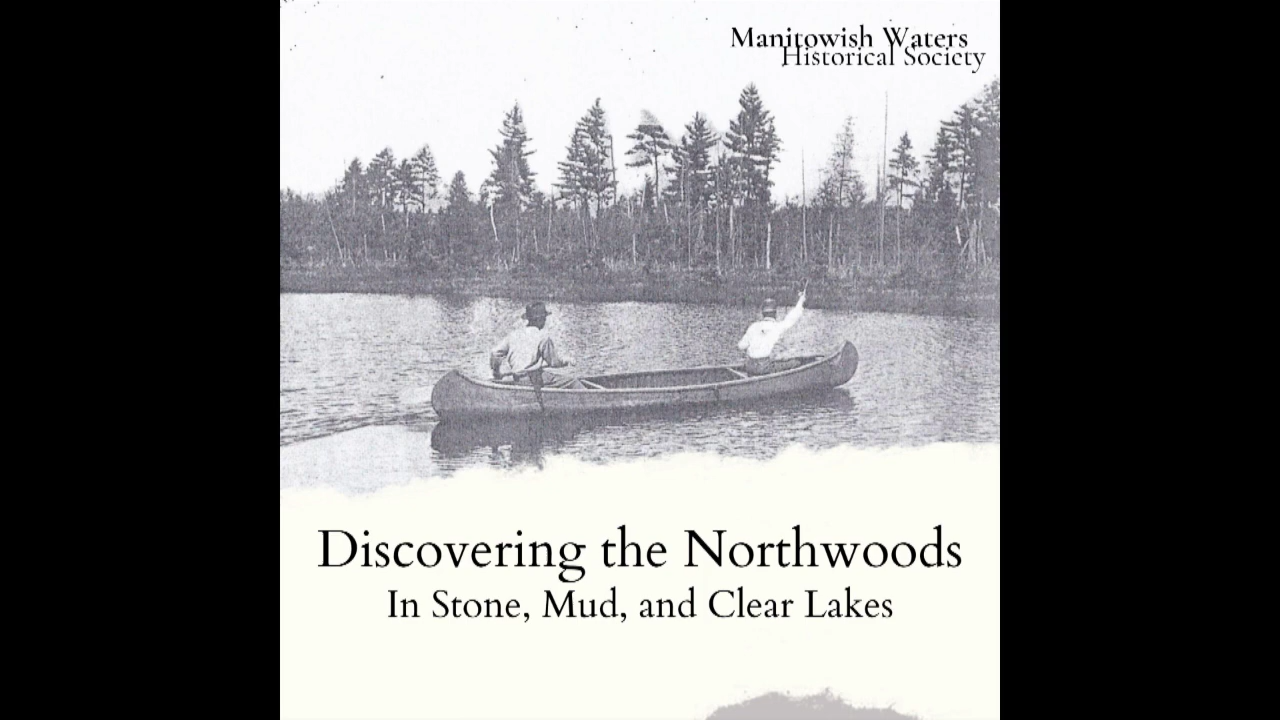 Manitowish Waters
Historical Society
Discovering the Northwoods
In Stone, Mud, and Clear Lakes